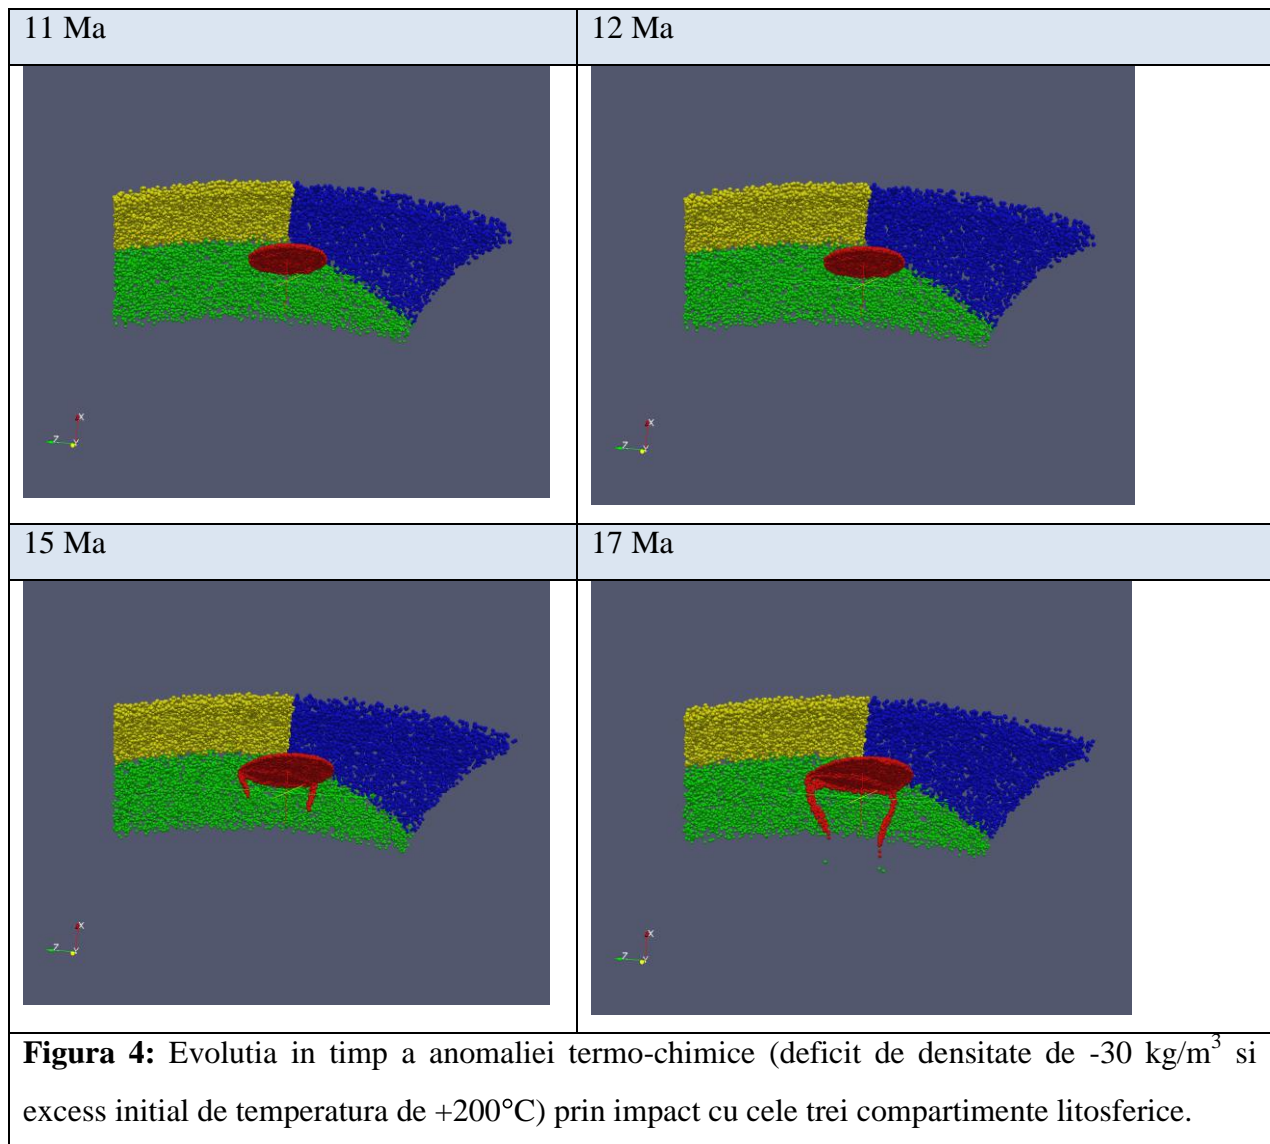 11 Ma
12 Ma
X
Z
Y
X
Z
Y
15 Ma
17 Ma
X
Z
Y
X
Z
Y
Figura 4: Evolutia in timp a anomaliei termo-chimice (deficit de densitate de -30 kg/m³ si
excess initial de temperatura de +200°C) prin impact cu cele trei compartimente litosferice.